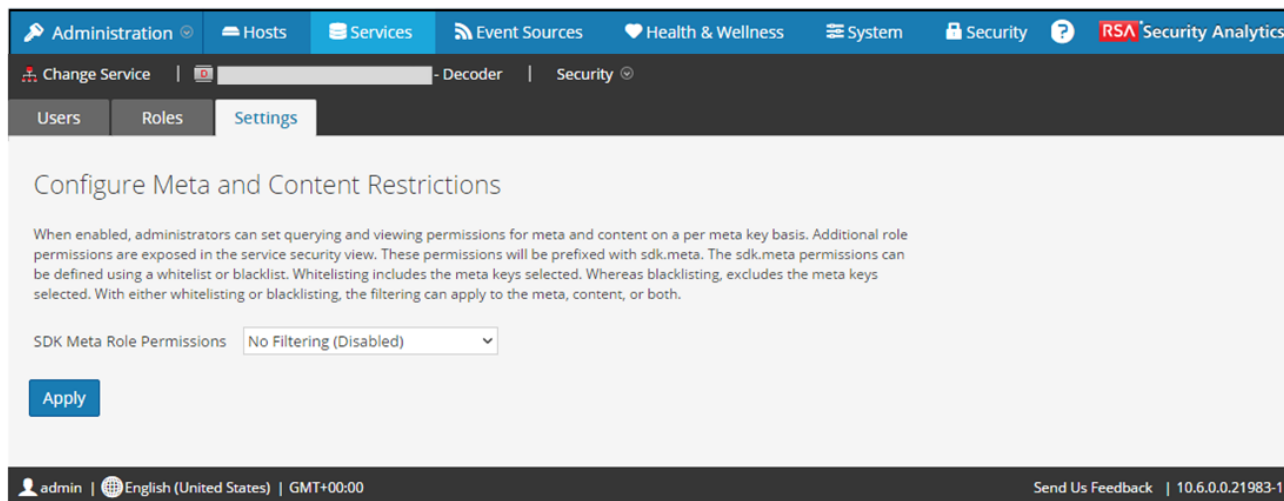 Administration Hosts Services Event Sources Health & Wellness System Security ? RSA Security Analytics
Change Service | D - Decoder | Security
Users Roles Settings
Configure Meta and Content Restrictions
When enabled, administrators can set querying and viewing permissions for meta and content on a per meta key basis. Additional role
permissions are exposed in the service security view. These permissions will be prefixed with sdk.meta. The sdk.meta permissions can
be defined using a whitelist or blacklist. Whitelisting includes the meta keys selected. Whereas blacklisting, excludes the meta keys
selected. With either whitelisting or blacklisting, the filtering can apply to the meta, content, or both.
SDK Meta Role Permissions No Filtering (Disabled)
Apply
admin | English (United States) | GMT+00:00 Send Us Feedback | 10.6.0.0.21983-1